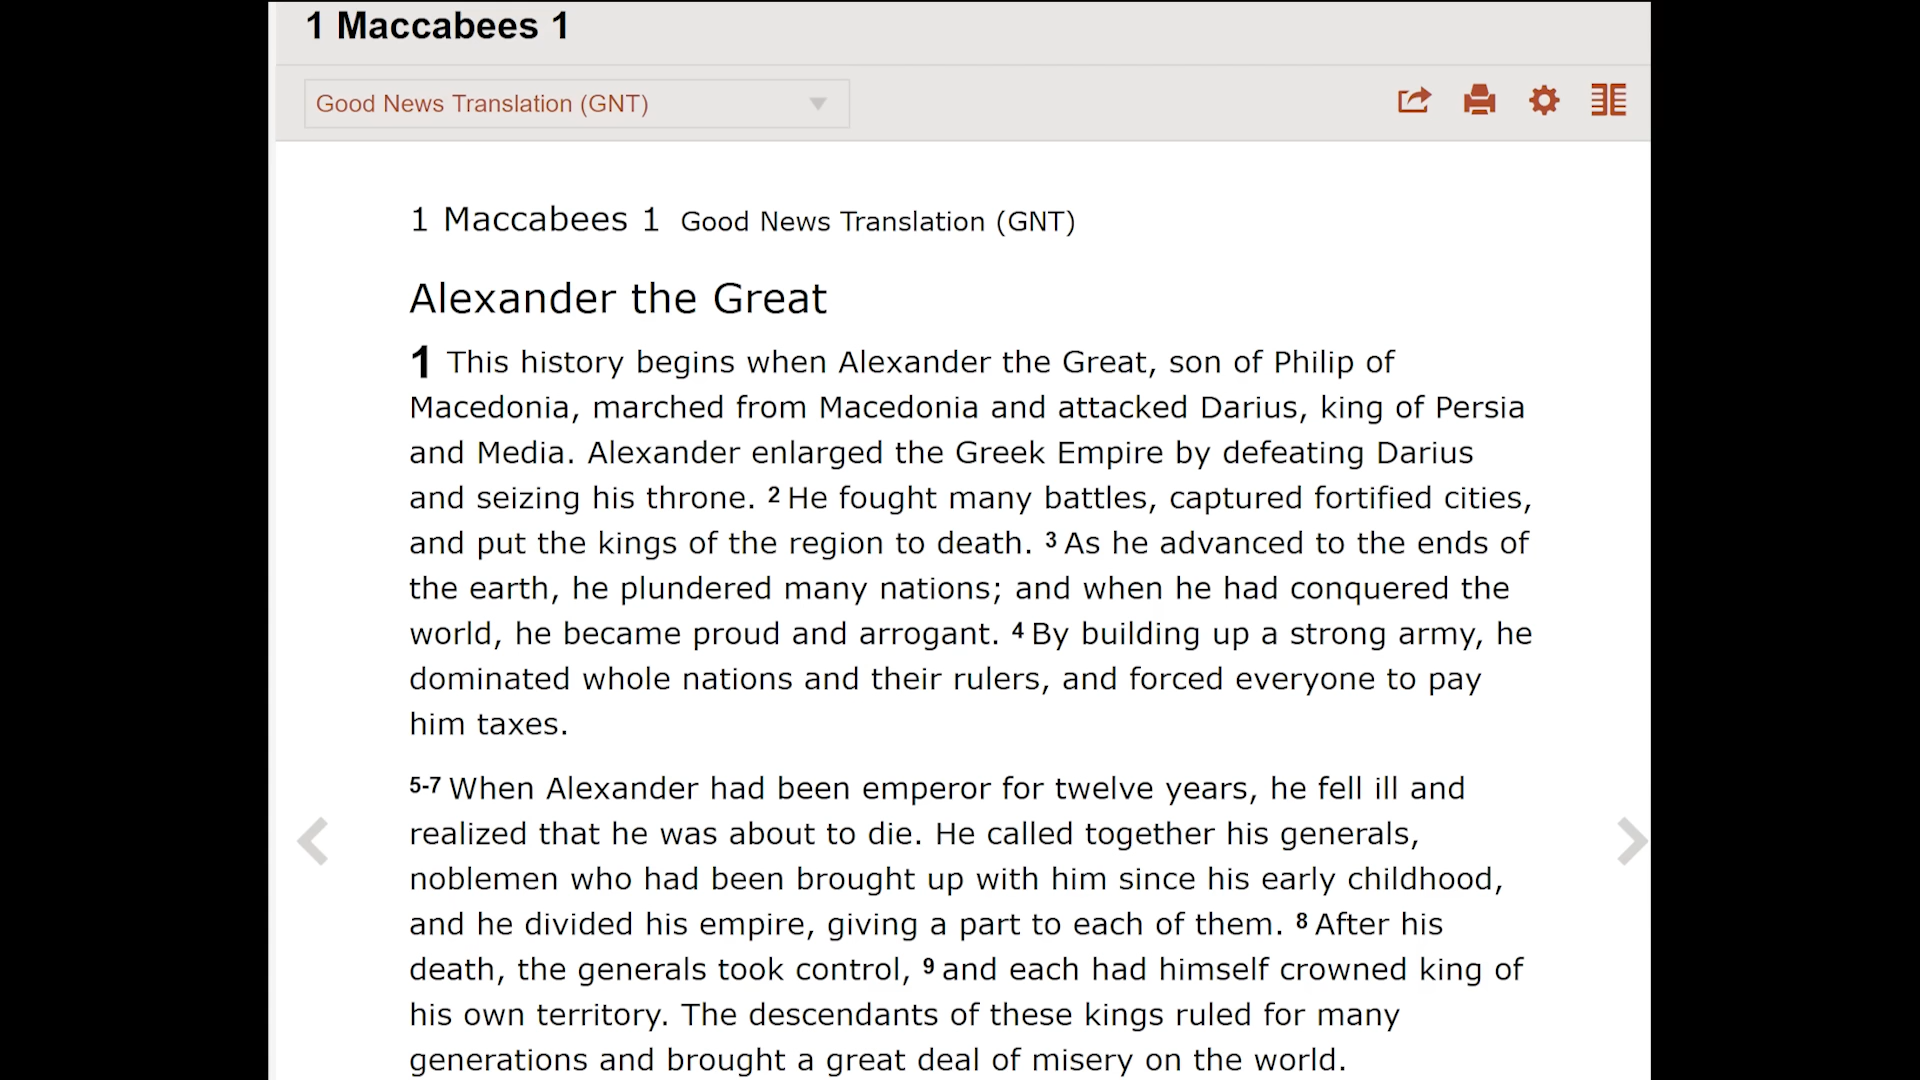 1 Maccabees 1
Good News Translation (GNT)
1 Maccabees 1 Good News Translation (GNT)
Alexander the Great
1 This history begins when Alexander the Great, son of Philip of
Macedonia, marched from Macedonia and attacked Darius, king of Persia
and Media. Alexander enlarged the Greek Empire by defeating Darius
and seizing his throne. 2 He fought many battles, captured fortified cities,
and put the kings of the region to death. 3 As he advanced to the ends of
the earth, he plundered many nations; and when he had conquered the
world, he became proud and arrogant. 4 By building up a strong army, he
dominated whole nations and their rulers, and forced everyone to pay
him taxes.
5-7 When Alexander had been emperor for twelve years, he fell ill and
realized that he was about to die. He called together his generals,
noblemen who had been brought up with him since his early childhood,
and he divided his empire, giving a part to each of them. 8 After his
death, the generals took control, 9 and each had himself crowned king of
his own territory. The descendants of these kings ruled for many
generations and brought a great deal of misery on the world.